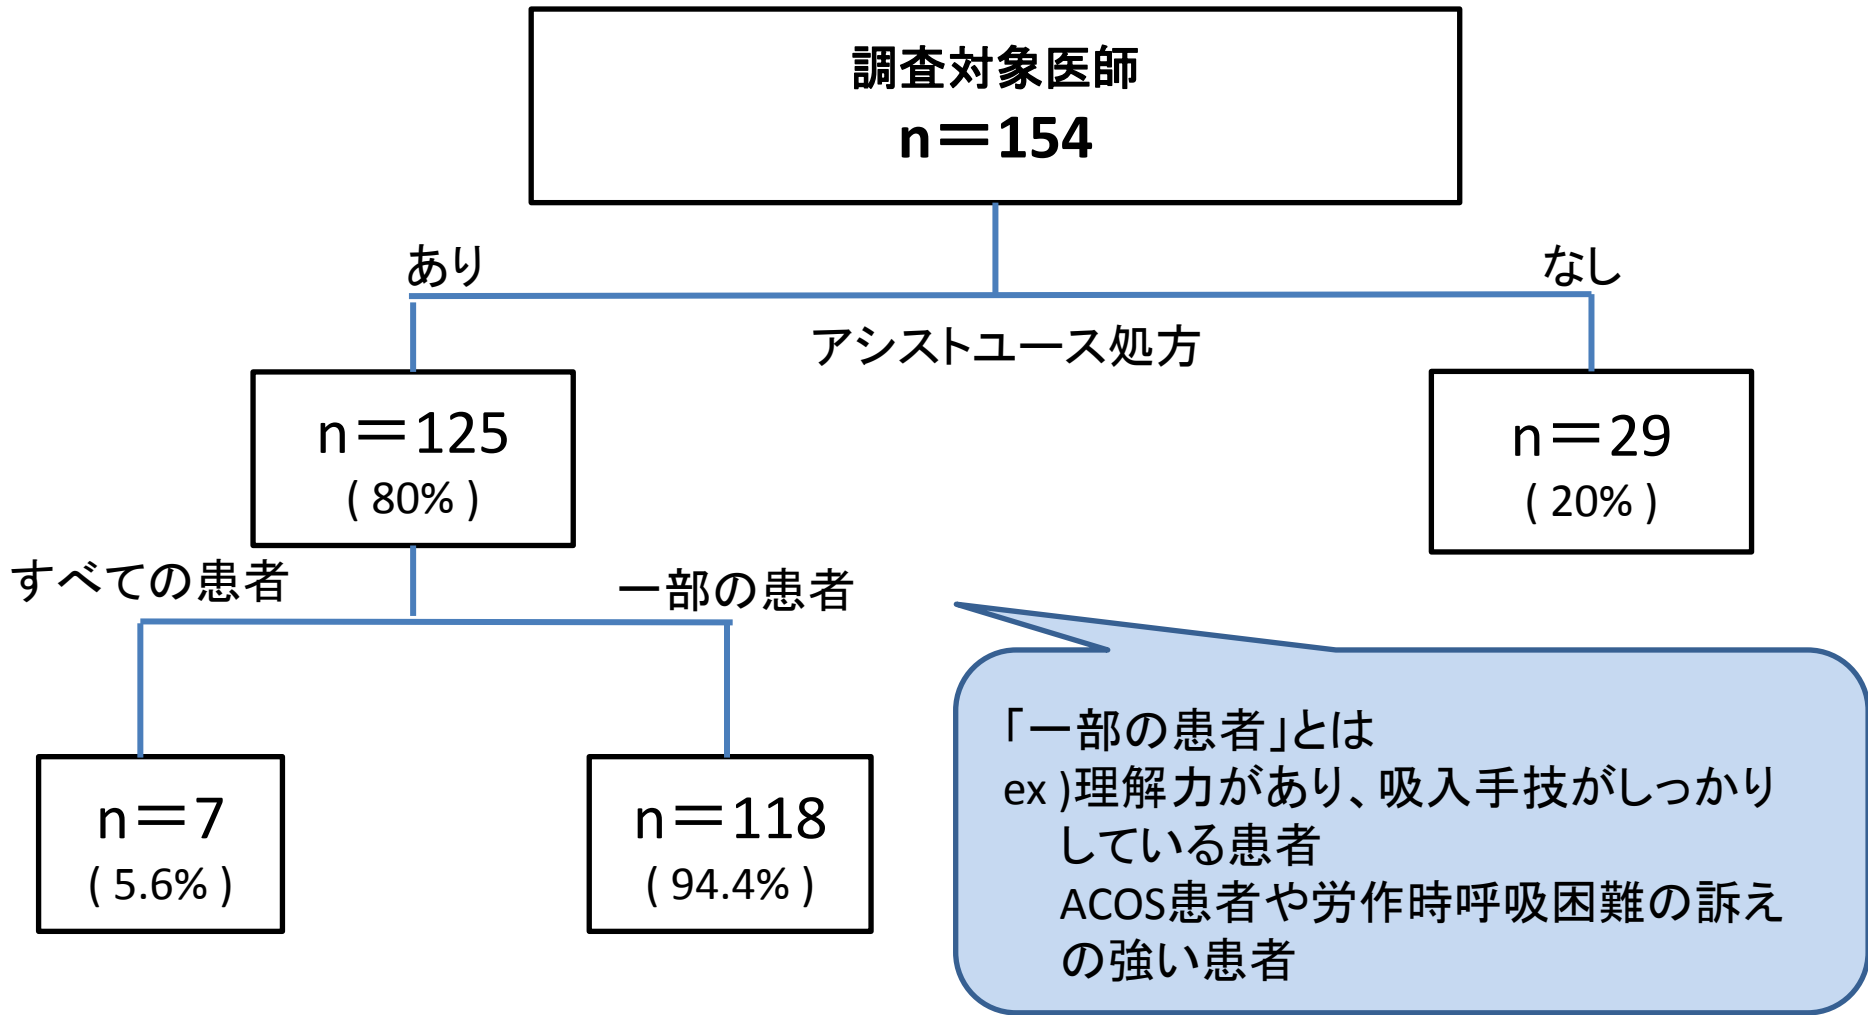 調査対象医師
n＝154
あり
なし
アシストユース処方
n＝125
( 80% )
n＝29
( 20% )
すべての患者
一部の患者
n＝7
( 5.6% )
n＝118
( 94.4% )
「一部の患者」とは
ex )理解力があり、吸入手技がしっかり
している患者
ACOS患者や労作時呼吸困難の訴え
の強い患者